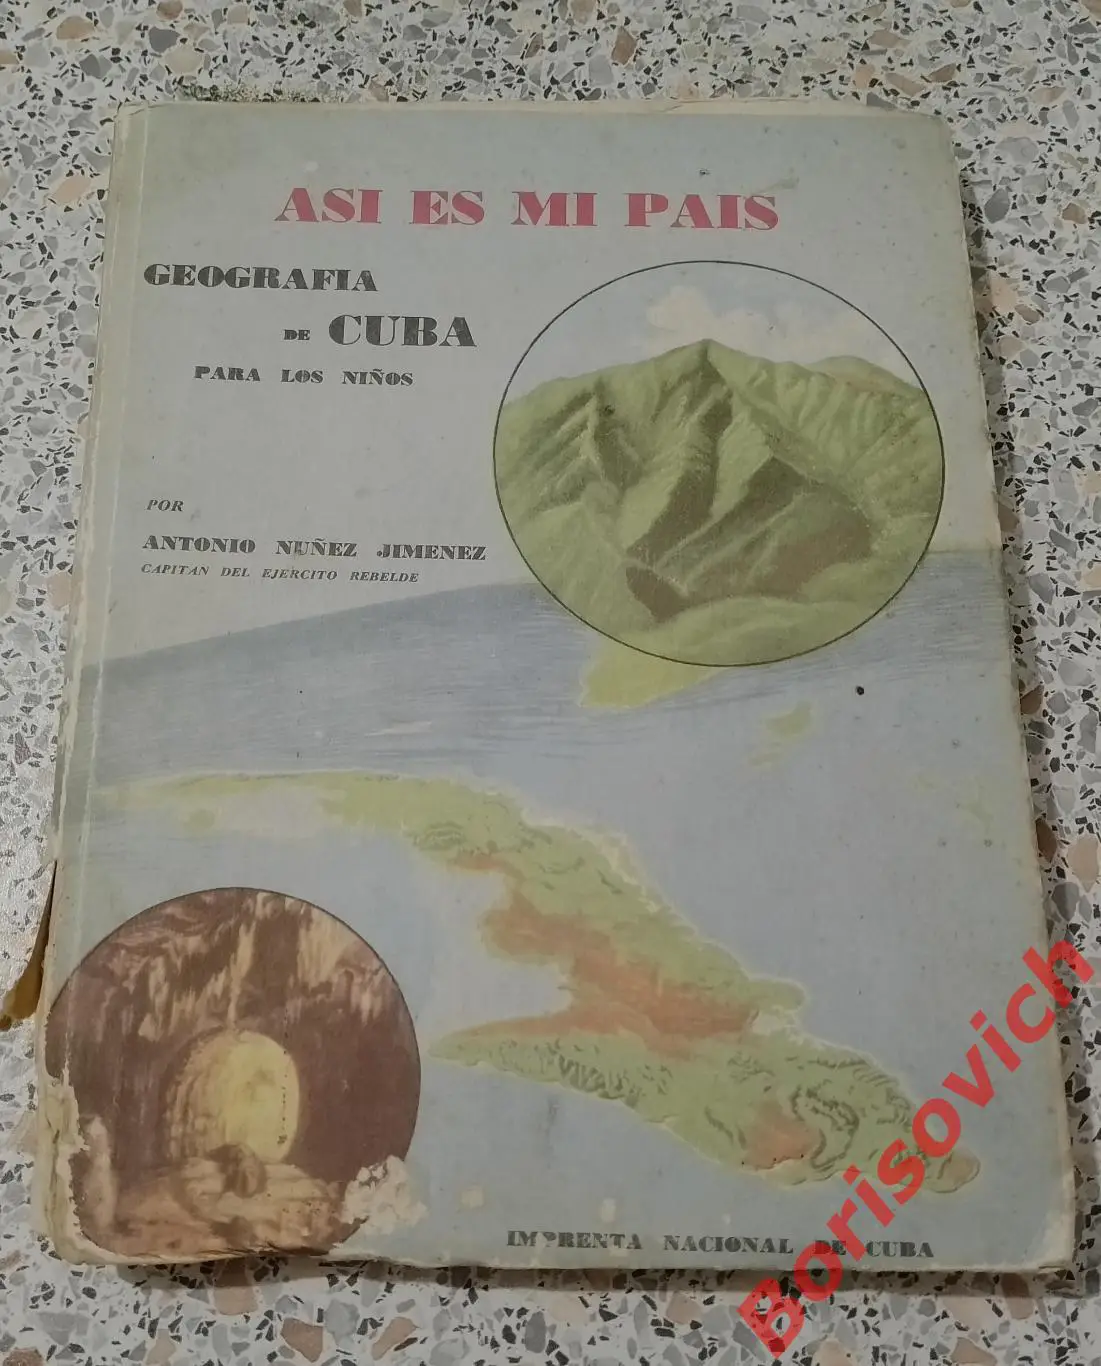 ASI ES MI PAIS
GEOGRAFIA
DE CUBA
PARA LOS NIÑOS
POR
ANTONIO NUÑEZ JIMENEZ
CAPITAN DEL EJERCITO REBELDE
IMPRENTA NACIONAL DE CUBA
Borisovich